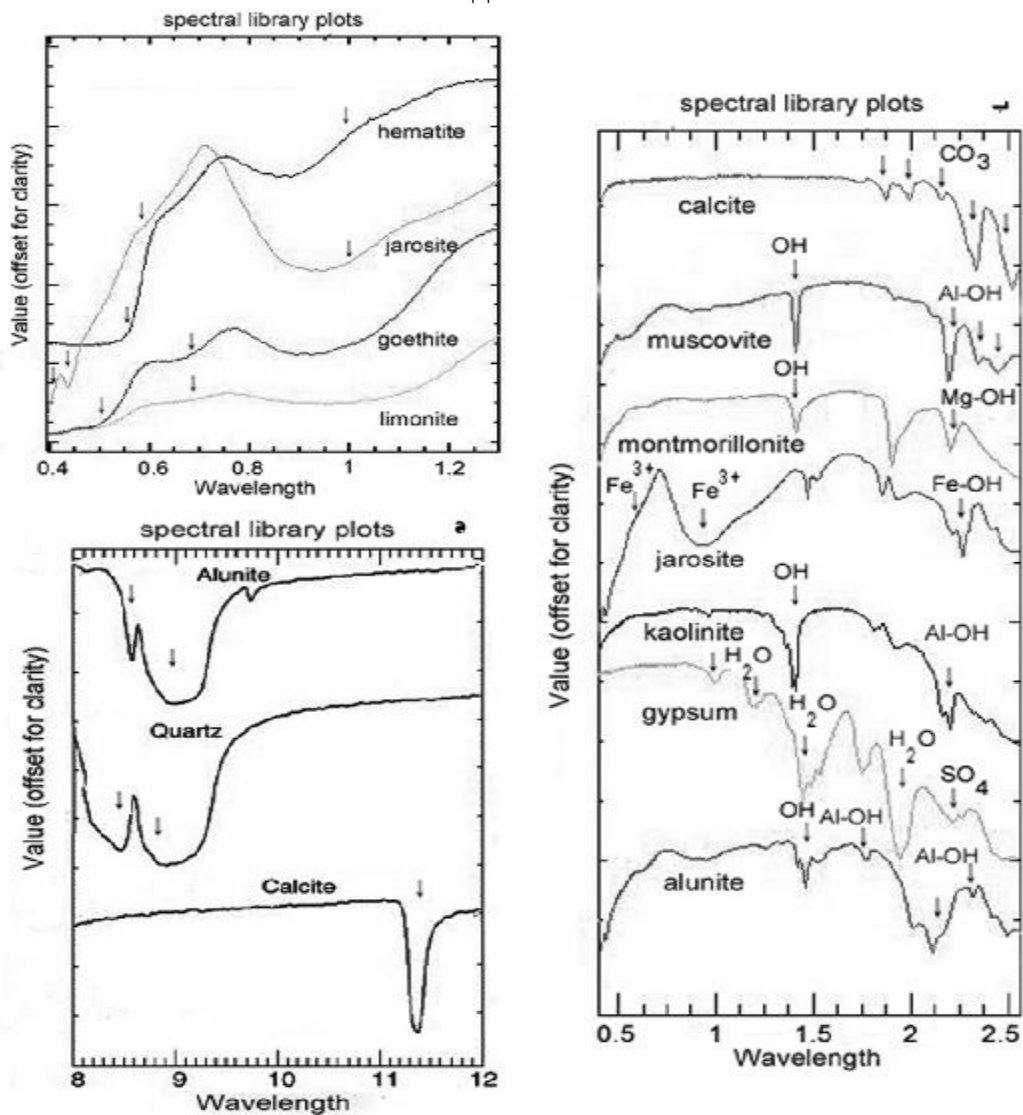 spectral library plots
Value (offset for clarity)
hematite
jarosite
goethite
limonite
0.4 0.6 0.8 1 1.2
Wavelength
spectral library plots
Value (offset for clarity)
Alunite
Quartz
Calcite
8 9 10 11 12
Wavelength
spectral library plots
Value (offset for clarity)
CO3
calcite
OH
Al-OH
muscovite
OH
Mg-OH
montmorillonite
Fe3+
Fe3+
Fe-OH
jarosite
OH
kaolinite
Al-OH
H2O
gypsum
H2O
H2O
SO4
OH
Al-OH
Al-OH
alunite
0.5 1 1.5 2 2.5
Wavelength